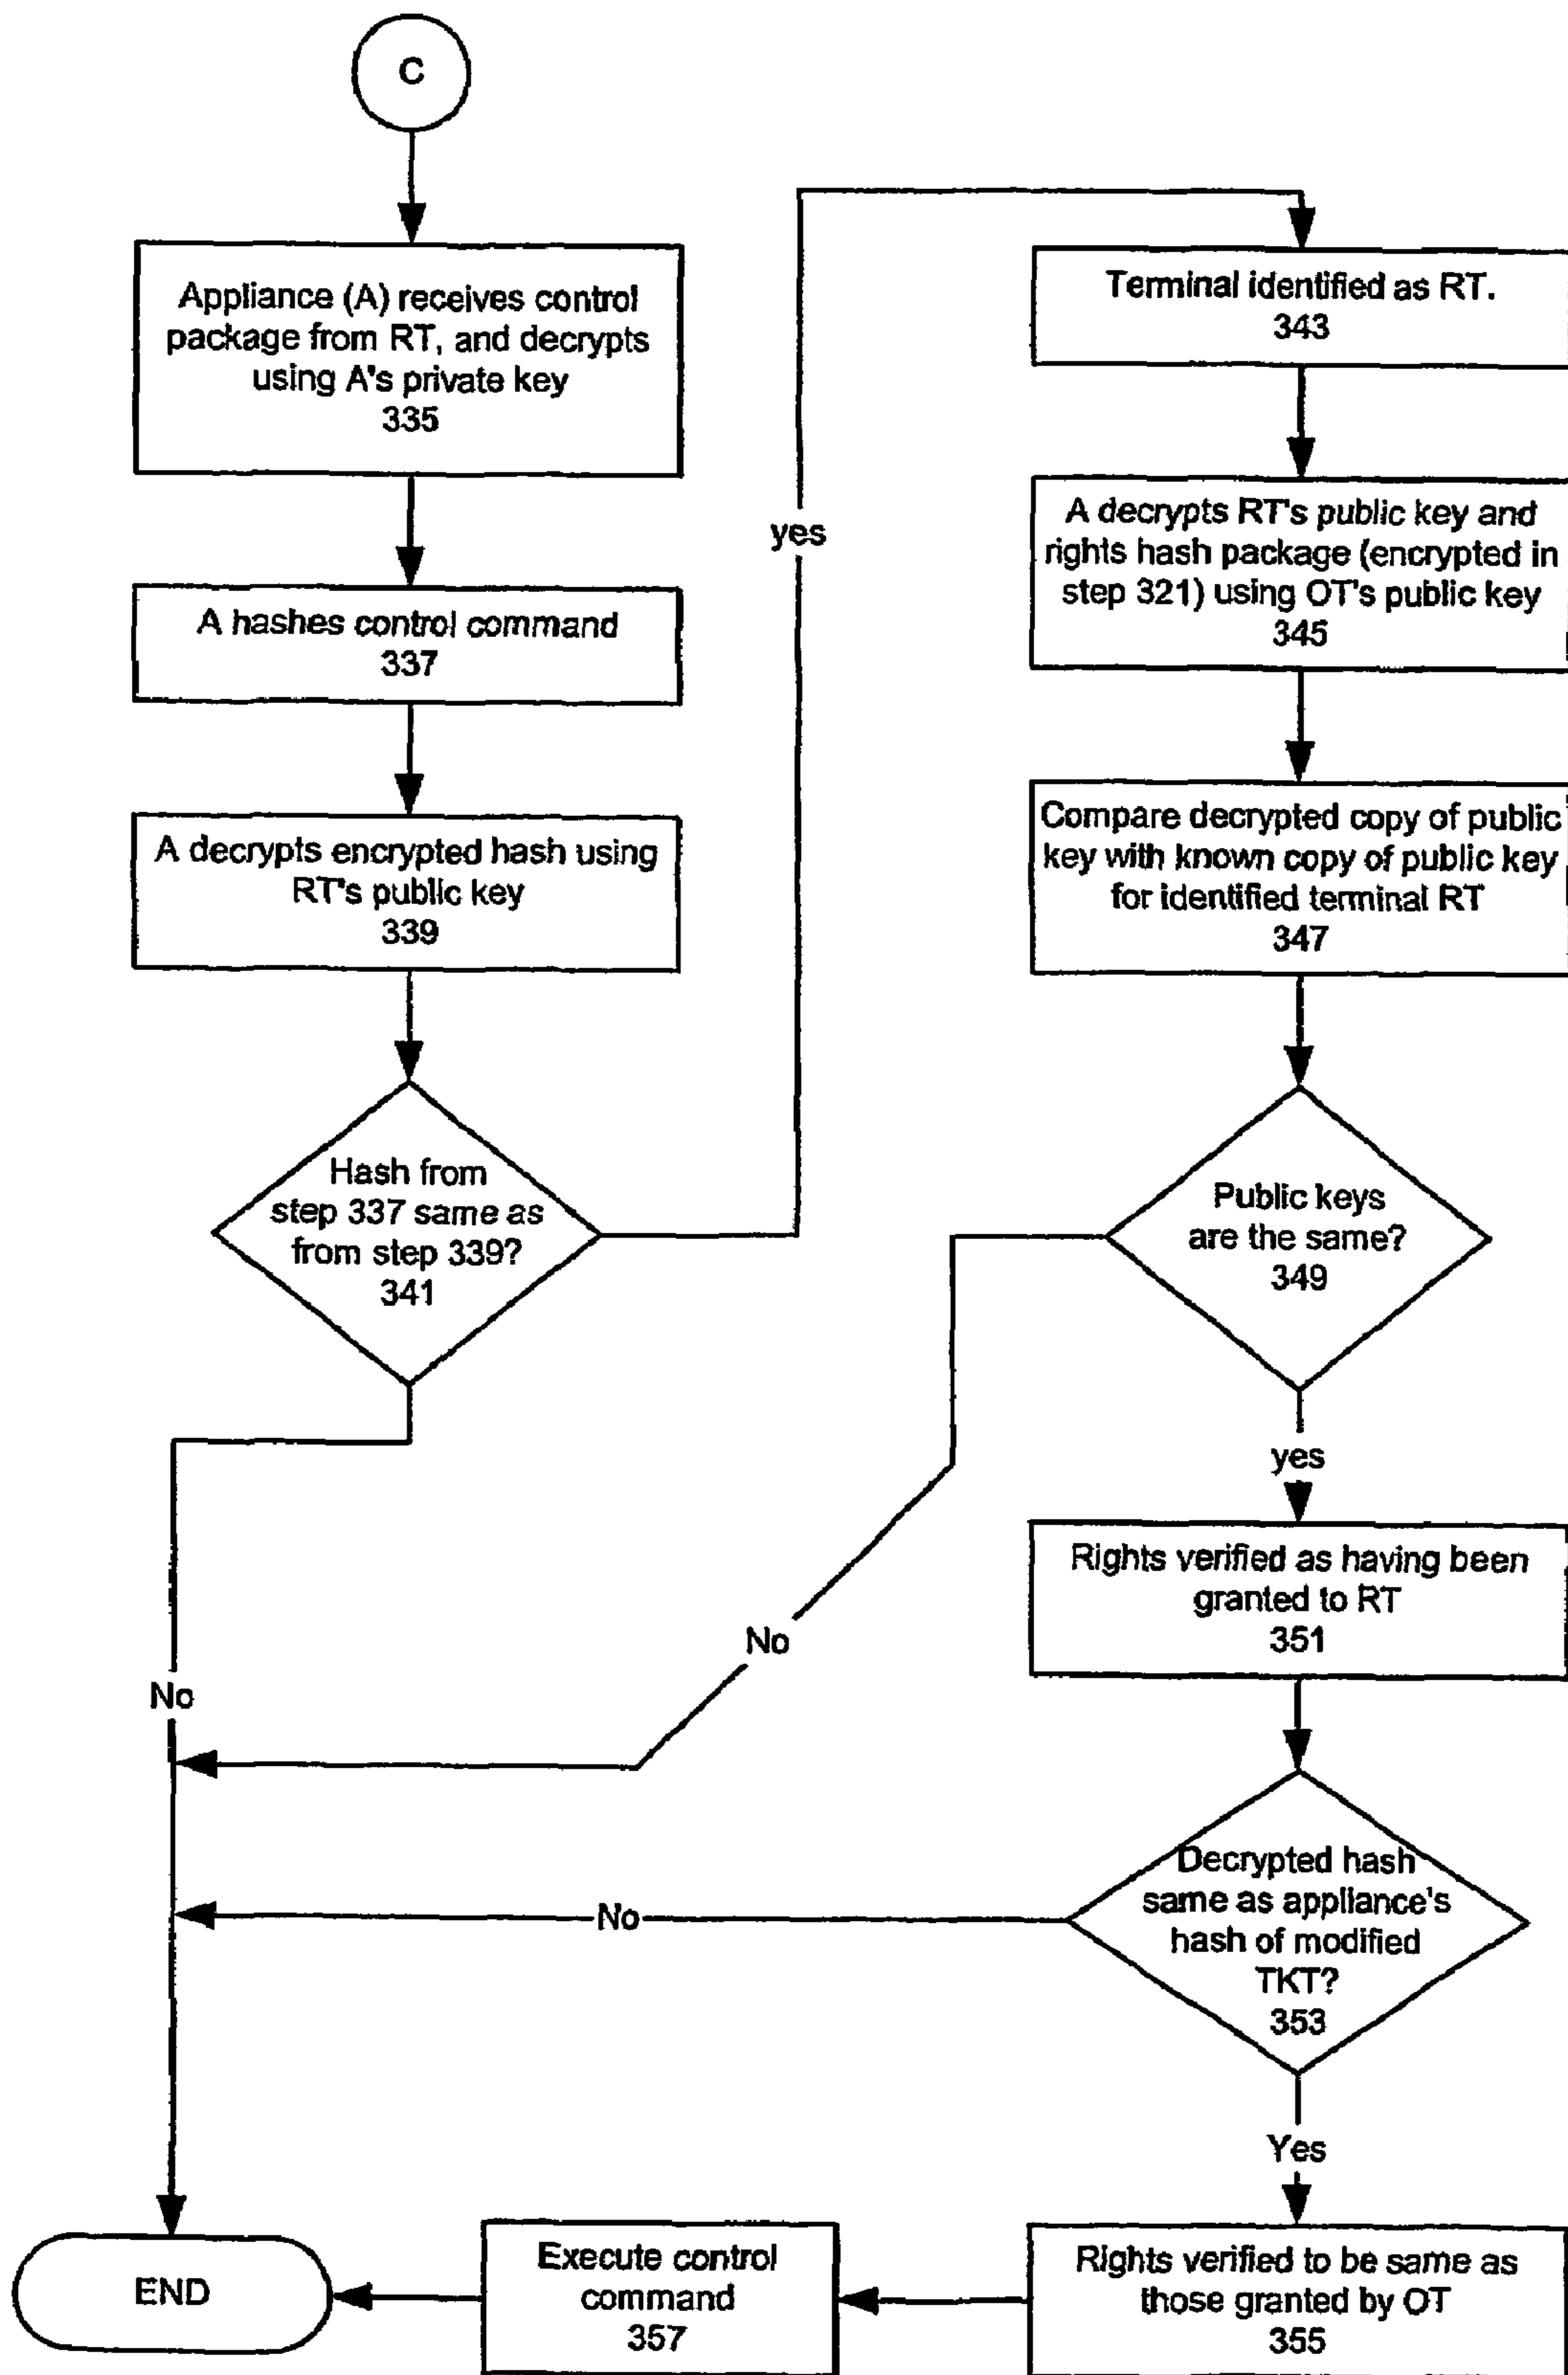 C
Appliance (A) receives control
package from RT, and decrypts
using A's private key
335
A hashes control command
337
A decrypts encrypted hash using
RT's public key
339
Hash from
step 337 same as
from step 339?
341
No
yes
Terminal identified as RT.
343
A decrypts RT's public key and
rights hash package (encrypted in
step 321) using OT's public key
345
Compare decrypted copy of public
key with known copy of public key
for identified terminal RT
347
Public keys
are the same?
349
No
yes
Rights verified as having been
granted to RT
351
Decrypted hash
same as appliance's
hash of modified
TKT?
353
No
Yes
Rights verified to be same as
those granted by OT
355
Execute control
command
357
END